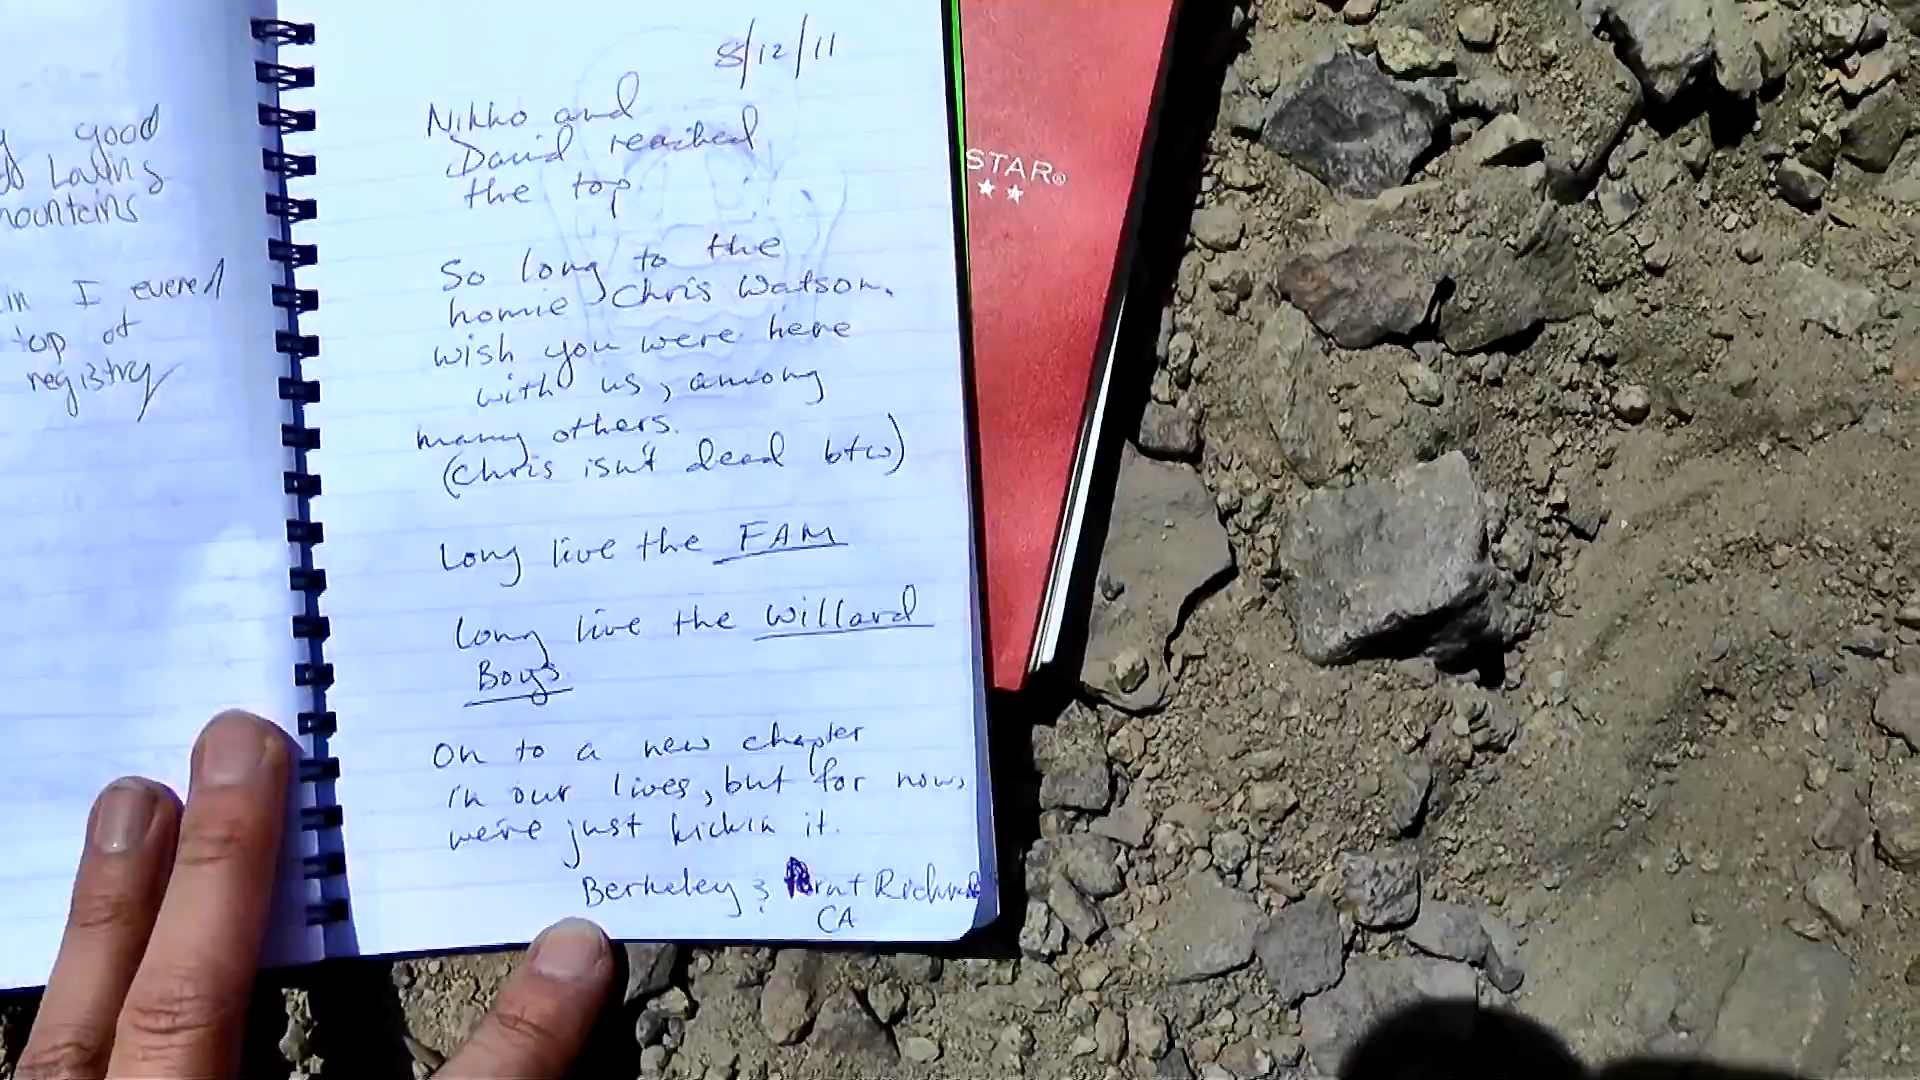 good
Loving
mountains
in I evered
top of
registry
8/12/11
Nikko and
David reached
the top.
So long to the
homie Chris Watson.
wish you were here
with us, among
many others.
(Chris isn't dead btw)
Long live the FAM
Long live the Willard
Boys
On to a new chapter
in our lives, but for now,
we're just kickin it.
Berkeley &
CA
STAR®
★★